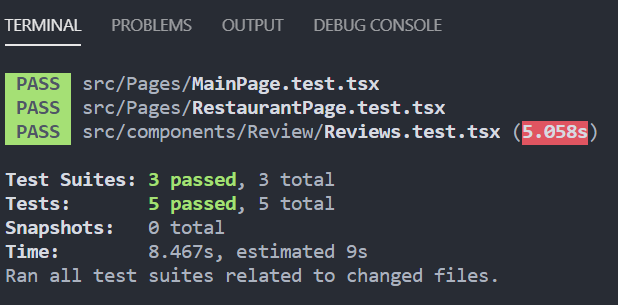 TERMINAL PROBLEMS OUTPUT DEBUG CONSOLE
PASS src/Pages/MainPage.test.tsx
PASS src/Pages/RestaurantPage.test.tsx
PASS src/components/Review/Reviews.test.tsx (5.058s)
Test Suites: 3 passed, 3 total
Tests: 5 passed, 5 total
Snapshots: 0 total
Time: 8.467s, estimated 9s
Ran all test suites related to changed files.